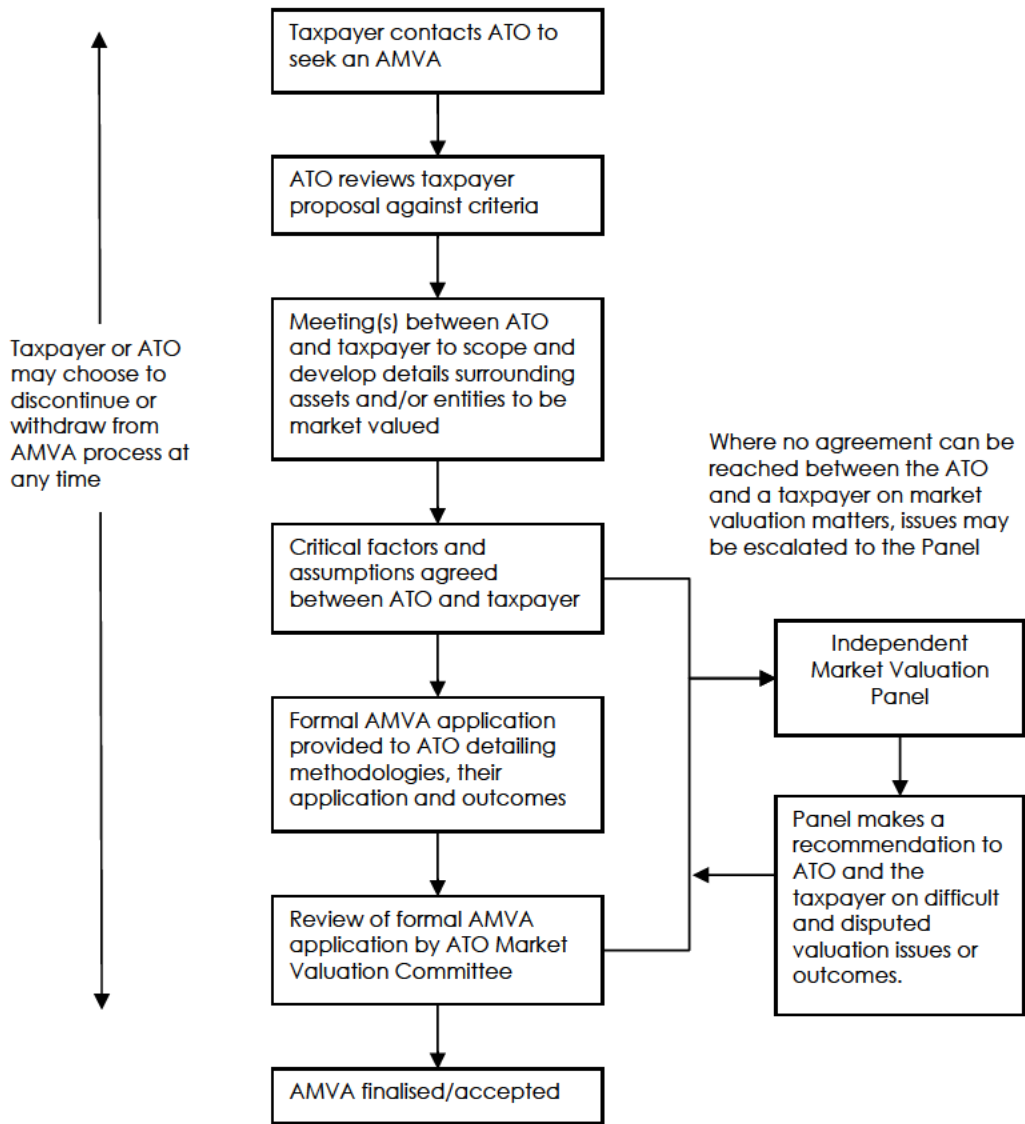 Taxpayer contacts ATO to
seek an AMVA
ATO reviews taxpayer
proposal against criteria
Meeting(s) between ATO
and taxpayer to scope and
develop details surrounding
assets and/or entities to be
market valued
Taxpayer or ATO
may choose to
discontinue or
withdraw from
AMVA process at
any time
Where no agreement can be
reached between the ATO
and a taxpayer on market
valuation matters, issues may
be escalated to the Panel
Critical factors and
assumptions agreed
between ATO and taxpayer
Independent
Market Valuation
Panel
Formal AMVA application
provided to ATO detailing
methodologies, their
application and outcomes
Panel makes a
recommendation to
ATO and the
taxpayer on difficult
and disputed
valuation issues or
outcomes.
Review of formal AMVA
application by ATO Market
Valuation Committee
AMVA finalised/accepted